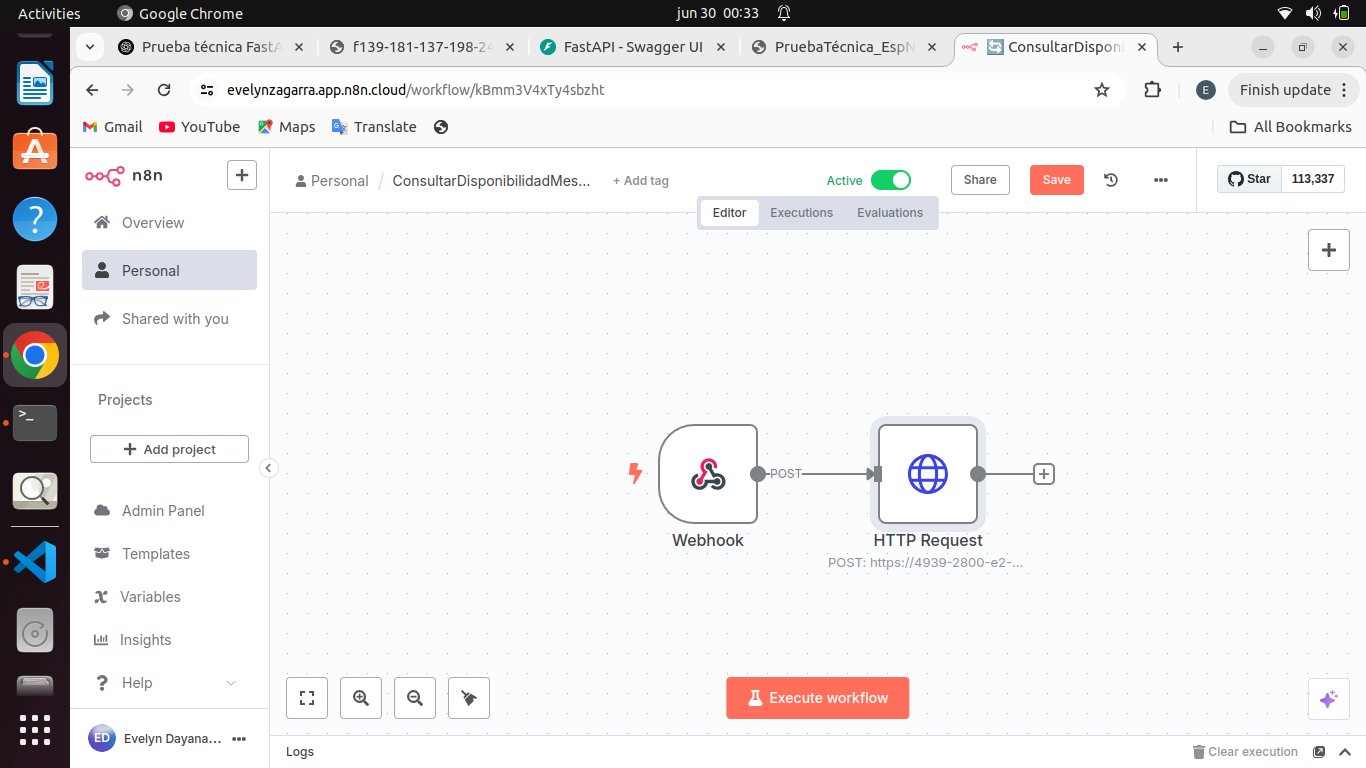 Activities
Google Chrome
jun 30 00:33
Prueba técnica FastA
f139-181-137-198-24
FastAPI - Swagger UI
PruebaTécnica_EspN
ConsultarDisponi
evelynzagarra.app.n8n.cloud/workflow/kBmm3V4xTy4sbzht
E
Finish update
Gmail
YouTube
Maps
Translate
All Bookmarks
n8n
Personal / ConsultarDisponibilidadMes...
+ Add tag
Active
Share
Save
Star
113,337
Editor
Executions
Evaluations
Overview
Personal
Shared with you
Projects
Add project
Admin Panel
Templates
Variables
Insights
Help
ED
Evelyn Dayana...
POST
Webhook
HTTP Request
POST: https://4939-2800-e2-...
Execute workflow
Logs
Clear execution